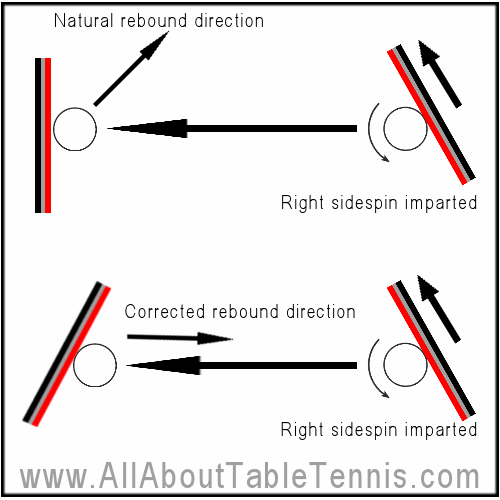 Natural rebound direction
Right sidespin imparted
Corrected rebound direction
Right sidespin imparted
www.AllAboutTableTennis.com